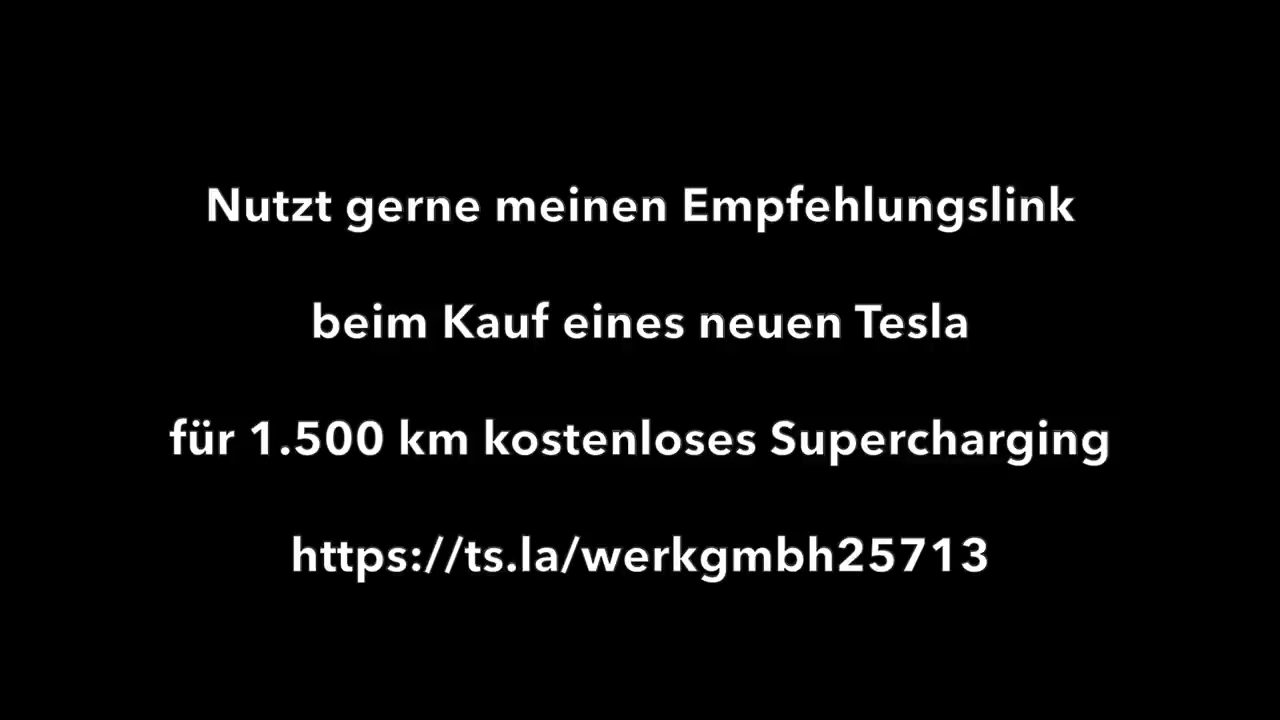 Nutzt gerne meinen Empfehlungslink
beim Kauf eines neuen Tesla
für 1.500 km kostenloses Supercharging
https://ts.la/werkgmbh25713